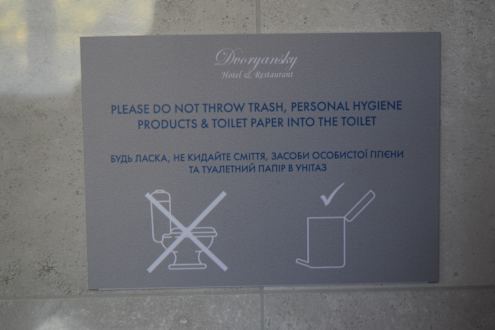 Dvoryansky
Hotel & Restaurant
PLEASE DO NOT THROW TRASH, PERSONAL HYGIENE
PRODUCTS & TOILET PAPER INTO THE TOILET
БУДЬ ЛАСКА, НЕ КИДАЙТЕ СМІТТЯ, ЗАСОБИ ОСОБИСТОЇ ГІГІЄНИ
ТА ТУАЛЕТНИЙ ПАПІР В УНІТАЗ